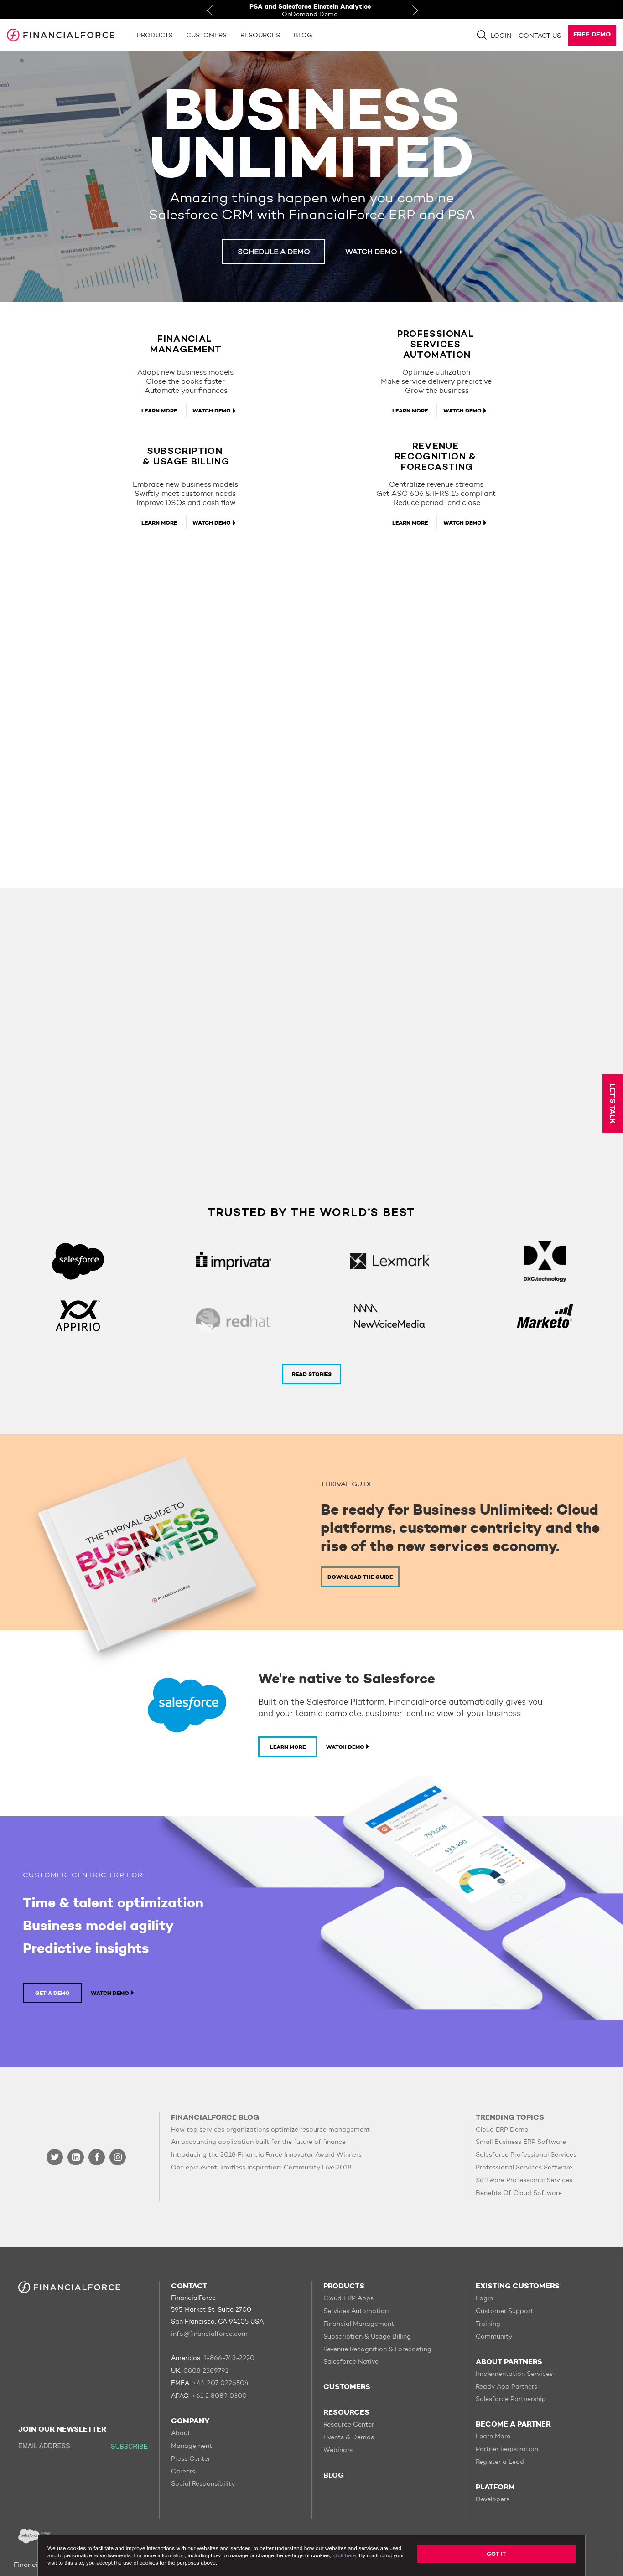 PSA and Salesforce Einstein Analytics
OnDemand Demo
FINANCIALFORCE
PRODUCTS
CUSTOMERS
RESOURCES
BLOG
LOGIN
CONTACT US
FREE DEMO
BUSINESS
UNLIMITED
Amazing things happen when you combine
Salesforce CRM with FinancialForce ERP and PSA
SCHEDULE A DEMO
WATCH DEMO
FINANCIAL
MANAGEMENT
Adopt new business models
Close the books faster
Automate your finances
LEARN MORE
WATCH DEMO
PROFESSIONAL
SERVICES
AUTOMATION
Optimize utilization
Make service delivery predictive
Grow the business
LEARN MORE
WATCH DEMO
SUBSCRIPTION
& USAGE BILLING
Embrace new business models
Swiftly meet customer needs
Improve DSOs and cash flow
LEARN MORE
WATCH DEMO
REVENUE
RECOGNITION &
FORECASTING
Centralize revenue streams
Get ASC 606 & IFRS 15 compliant
Reduce period-end close
LEARN MORE
WATCH DEMO
LET'S TALK
TRUSTED BY THE WORLD'S BEST
salesforce
imprivata
Lexmark
DXC.technology
APPIRIO
redhat
NewVoiceMedia
Marketo
READ STORIES
THE THRIVAL GUIDE TO
BUSINESS
UNLIMITED
FINANCIALFORCE
THRIVAL GUIDE
Be ready for Business Unlimited: Cloud
platforms, customer centricity and the
rise of the new services economy.
DOWNLOAD THE GUIDE
salesforce
We're native to Salesforce
Built on the Salesforce Platform, FinancialForce automatically gives you
and your team a complete, customer-centric view of your business.
LEARN MORE
WATCH DEMO
799,058
433,400
CUSTOMER-CENTRIC ERP FOR:
Time & talent optimization
Business model agility
Predictive insights
GET A DEMO
WATCH DEMO
FINANCIALFORCE BLOG
How top services organizations optimize resource management
An accounting application built for the future of finance
Introducing the 2018 FinancialForce Innovator Award Winners
One epic event, limitless inspiration: Community Live 2018
TRENDING TOPICS
Cloud ERP Demo
Small Business ERP Software
Salesforce Professional Services
Professional Services Software
Software Professional Services
Benefits Of Cloud Software
FINANCIALFORCE
JOIN OUR NEWSLETTER
EMAIL ADDRESS:
SUBSCRIBE
CONTACT
FinancialForce
595 Market St. Suite 2700
San Francisco, CA 94105 USA
info@financialforce.com
Americas: 1-866-743-2220
UK: 0808 2389791
EMEA: +44 207 0226504
APAC: +61 2 8089 0300
COMPANY
About
Management
Press Center
Careers
Social Responsibility
PRODUCTS
Cloud ERP Apps
Services Automation
Financial Management
Subscription & Usage Billing
Revenue Recognition & Forecasting
Salesforce Native
CUSTOMERS
RESOURCES
Resource Center
Events & Demos
Webinars
BLOG
EXISTING CUSTOMERS
Login
Customer Support
Training
Community
ABOUT PARTNERS
Implementation Services
Ready App Partners
Salesforce Partnership
BECOME A PARTNER
Learn More
Partner Registration
Register a Lead
PLATFORM
Developers
salesforce
We use cookies to facilitate and improve interactions with our websites and services, to better understand how our websites and services are used
and to personalize advertisements. For more information, including how to manage or change the settings of cookies, click here. By continuing your
visit to this site, you accept the use of cookies for the purposes above.
GOT IT